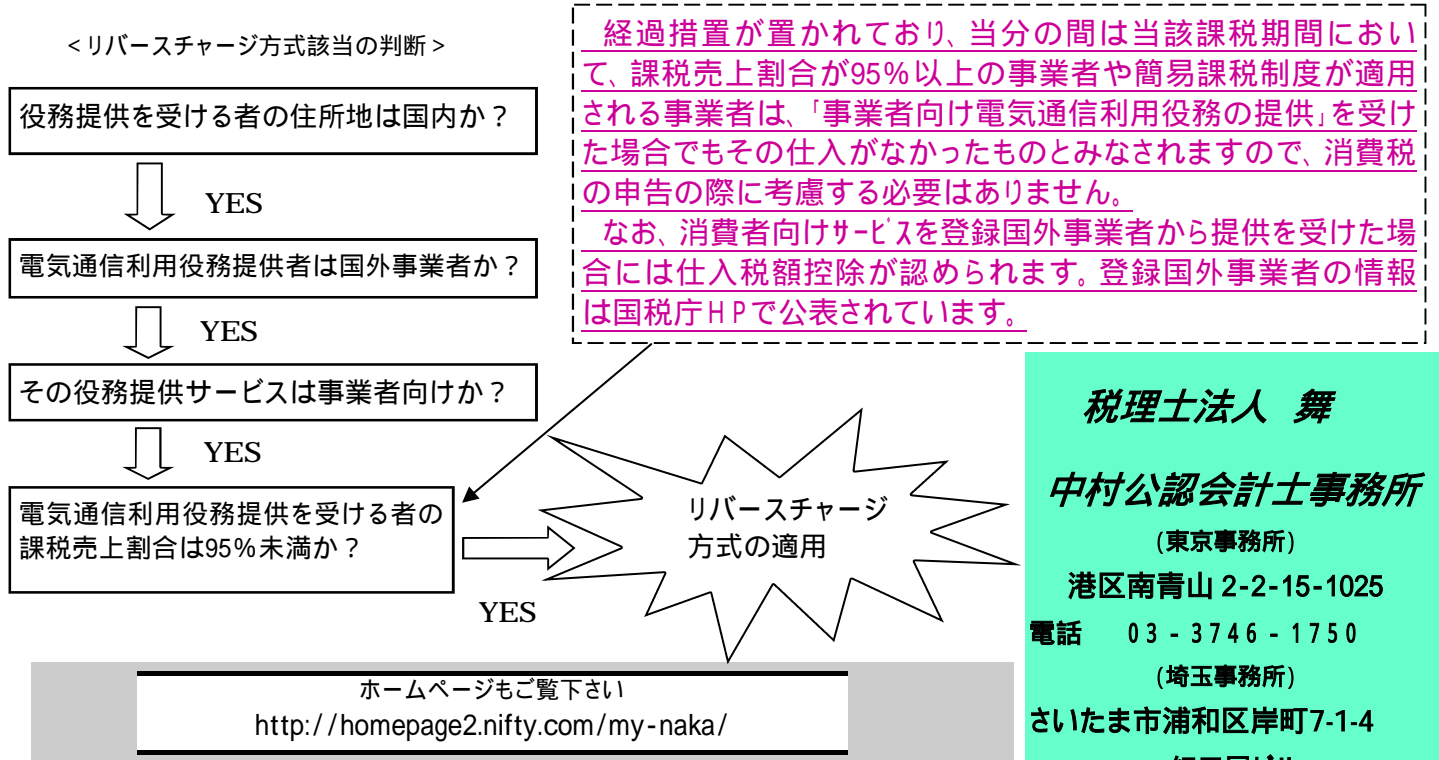 <リバースチャージ方式該当の判断>
役務提供を受ける者の住所地は国内か？
YES
電気通信利用役務提供者は国外事業者か？
YES
その役務提供サービスは事業者向けか？
YES
電気通信利用役務提供を受ける者の
課税売上割合は95％未満か？
YES
リバースチャージ
方式の適用
経過措置が置かれており、当分の間は当該課税期間におい
て、課税売上割合が95％以上の事業者や簡易課税制度が適用
される事業者は、「事業者向け電気通信利用役務の提供」を受け
た場合でもその仕入がなかったものとみなされますので、消費税
の申告の際に考慮する必要はありません。
なお、消費者向けｻｰﾋﾞｽを登録国外事業者から提供を受けた場
合には仕入税額控除が認められます。登録国外事業者の情報
は国税庁ＨＰで公表されています。
税理士法人 舞
中村公認会計士事務所
(東京事務所)
港区南青山 2-2-15-1025
電話 03-3746-1750
(埼玉事務所)
さいたま市浦和区岸町7-1-4
ホームページもご覧下さい
http://homepage2.nifty.com/my-naka/